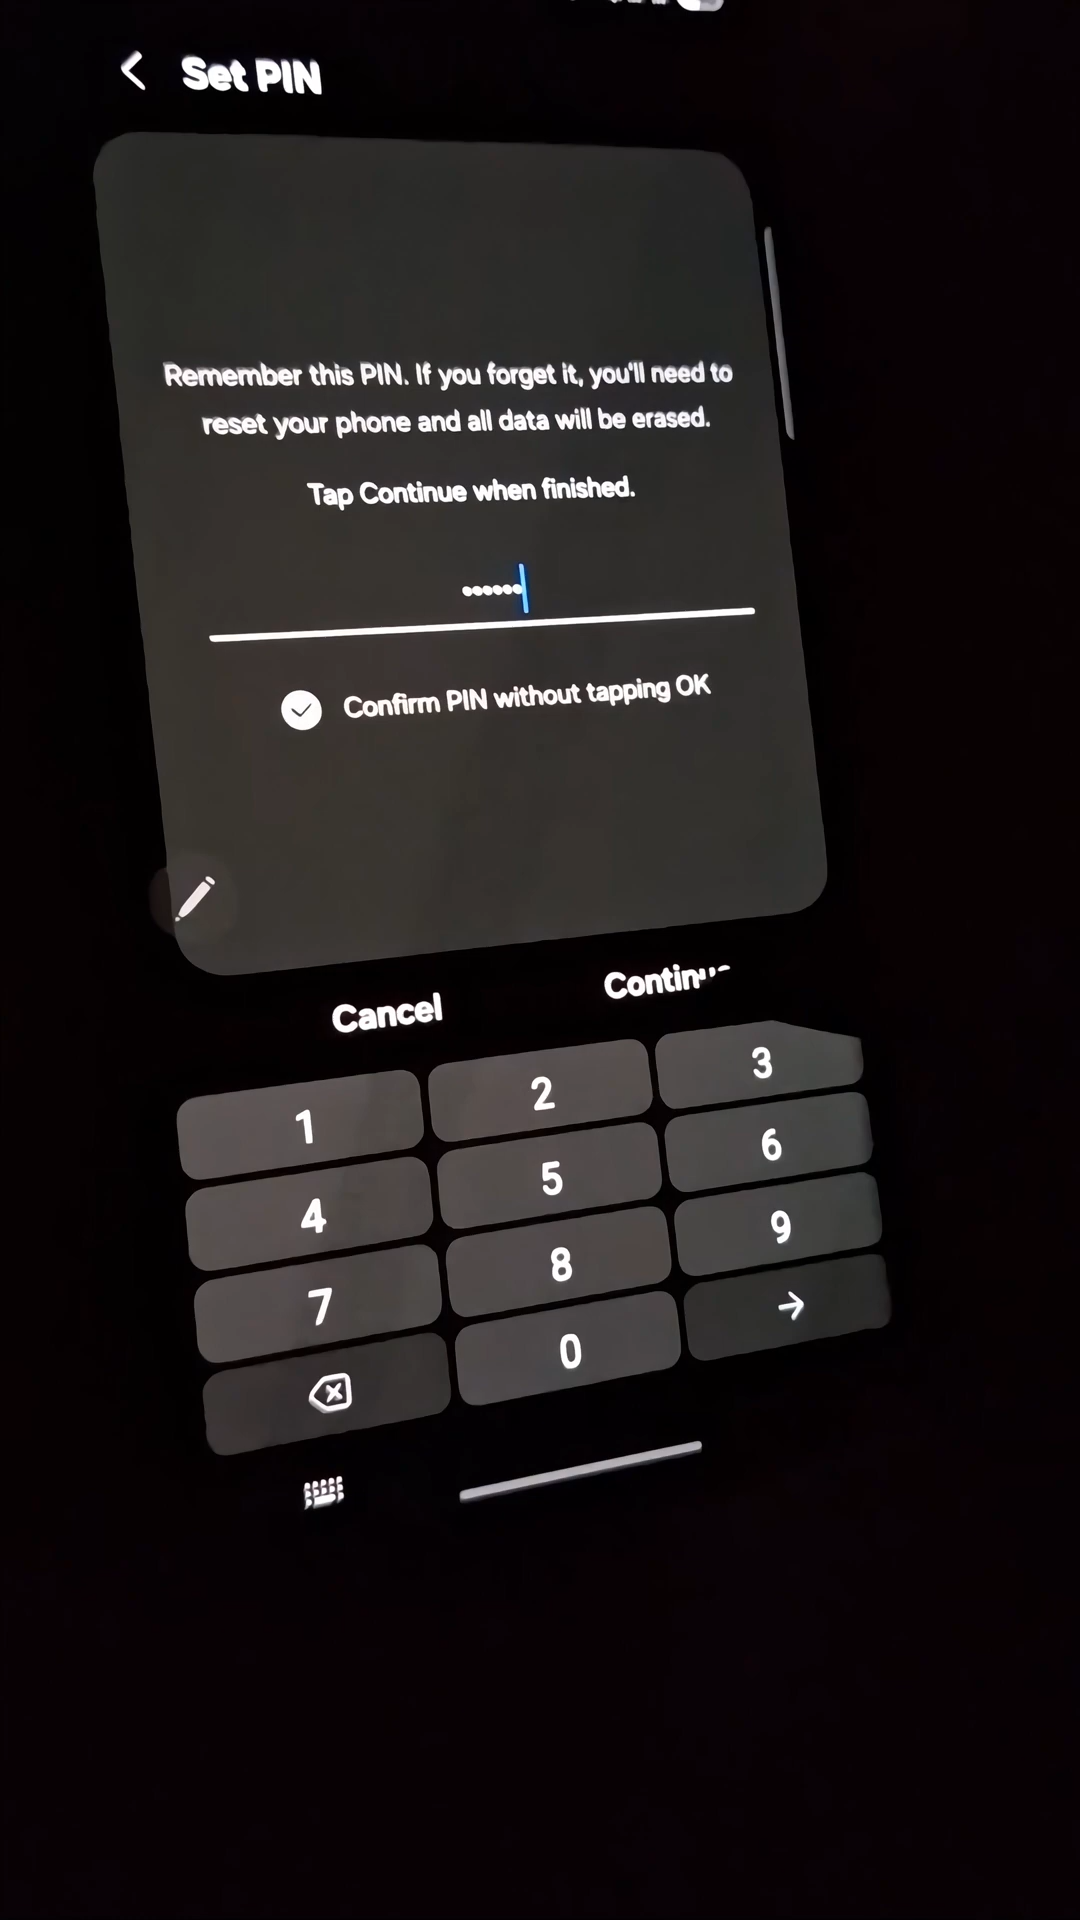 Set PIN
Remember this PIN. If you forget it, you'll need to
reset your phone and all data will be erased.
Tap Continue when finished.
••••••
Confirm PIN without tapping OK
Cancel Continue
1 2 3
4 5 6
7 8 9
0